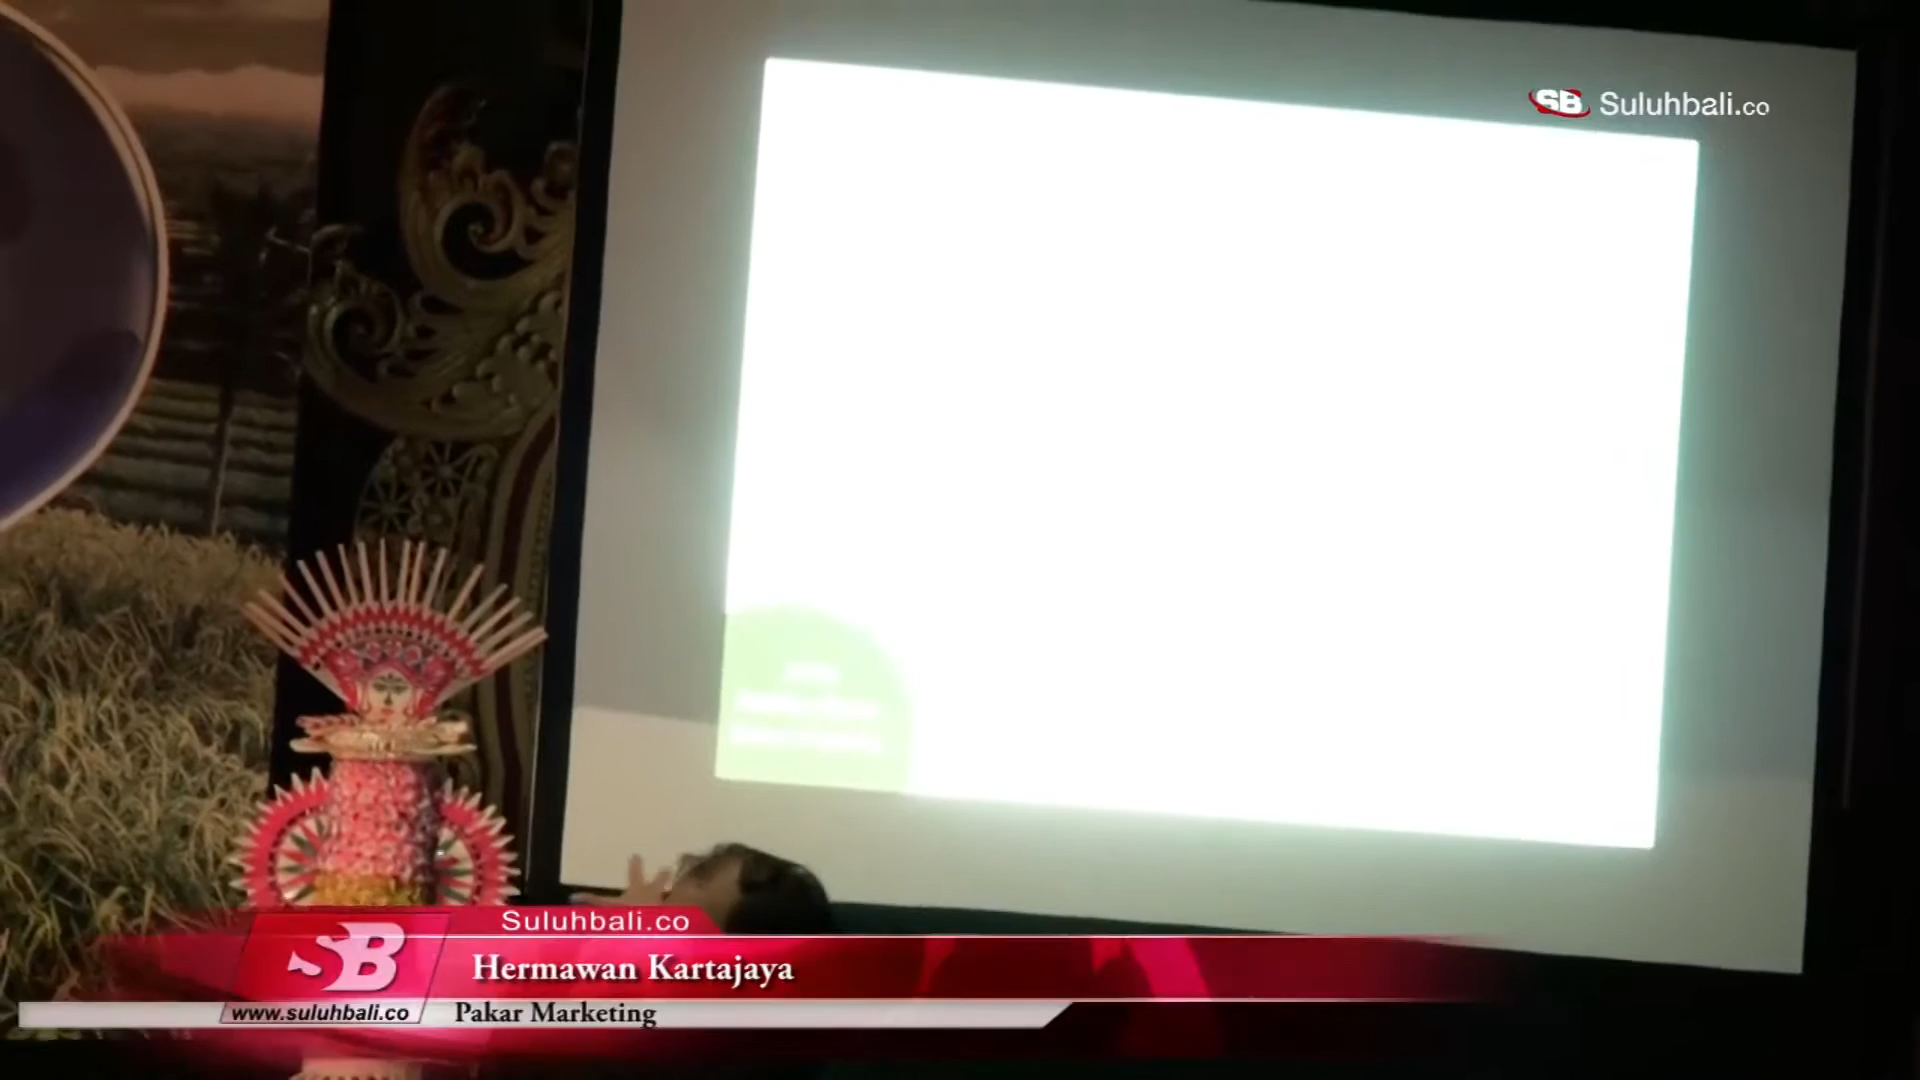 SB Suluhbali.co
Suluhbali.co
SB
Hermawan Kartajaya
www.suluhbali.co
Pakar Marketing